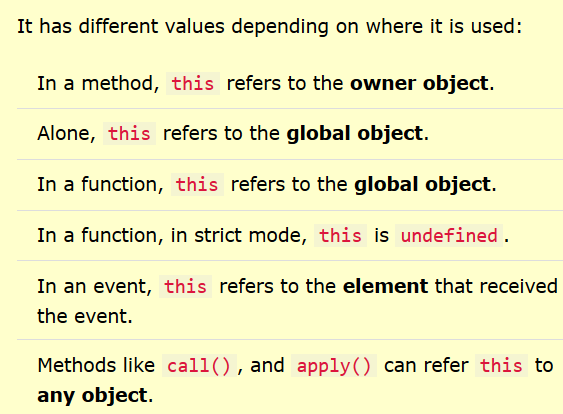 It has different values depending on where it is used:
In a method, this refers to the owner object.
Alone, this refers to the global object.
In a function, this refers to the global object.
In a function, in strict mode, this is undefined.
In an event, this refers to the element that received
the event.
Methods like call(), and apply() can refer this to
any object.